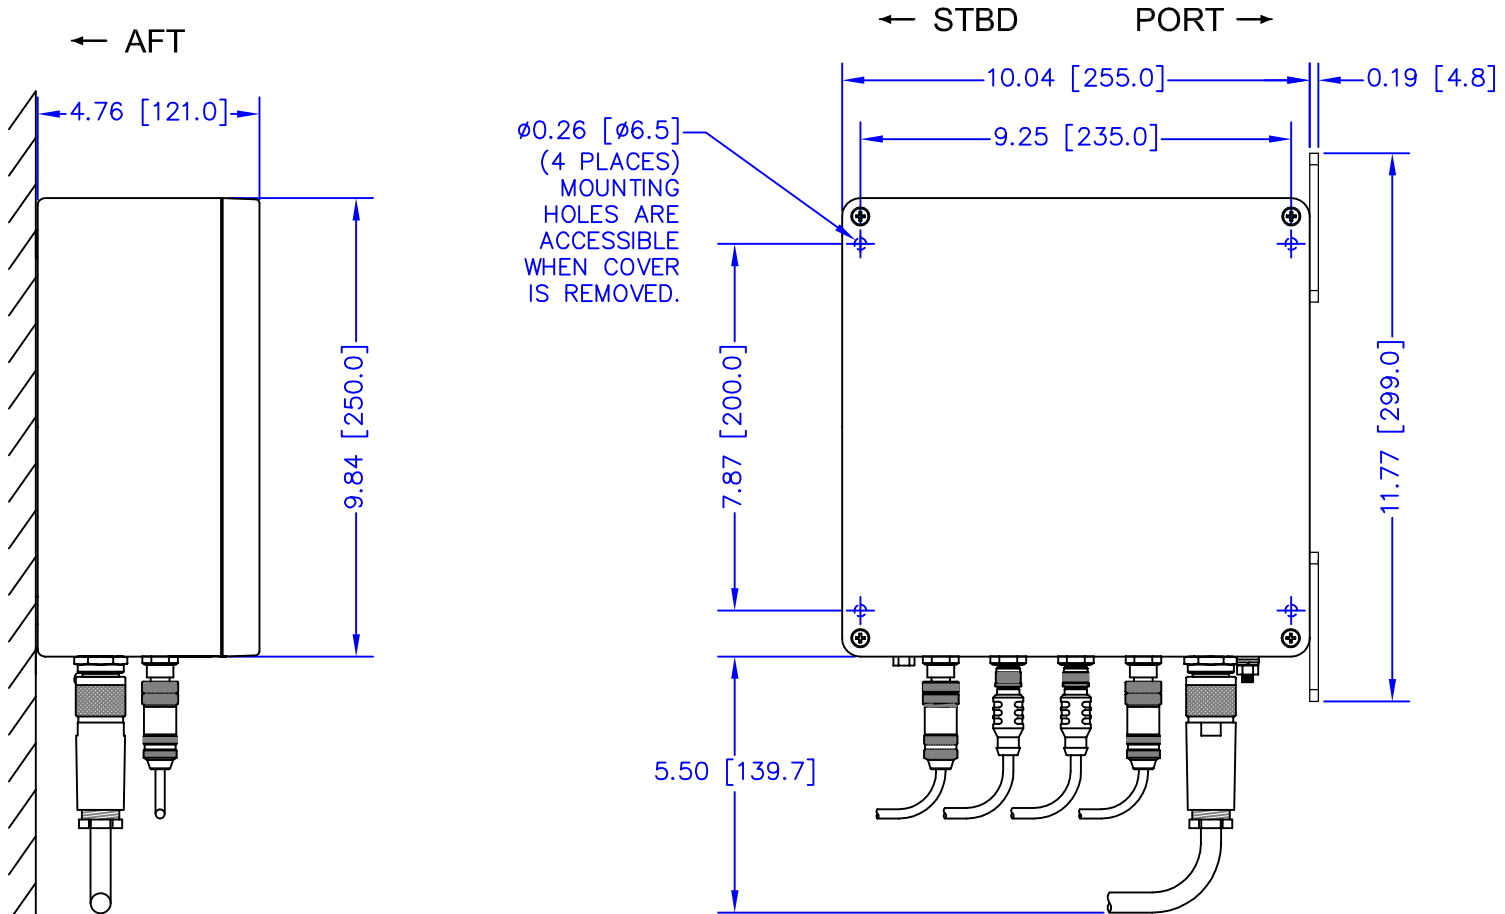 ← AFT
← STBD
PORT →
4.76 [121.0]
10.04 [255.0]
0.19 [4.8]
9.25 [235.0]
ø0.26 [ø6.5]
(4 PLACES)
MOUNTING
HOLES ARE
ACCESSIBLE
WHEN COVER
IS REMOVED.
9.84 [250.0]
7.87 [200.0]
11.77 [299.0]
5.50 [139.7]